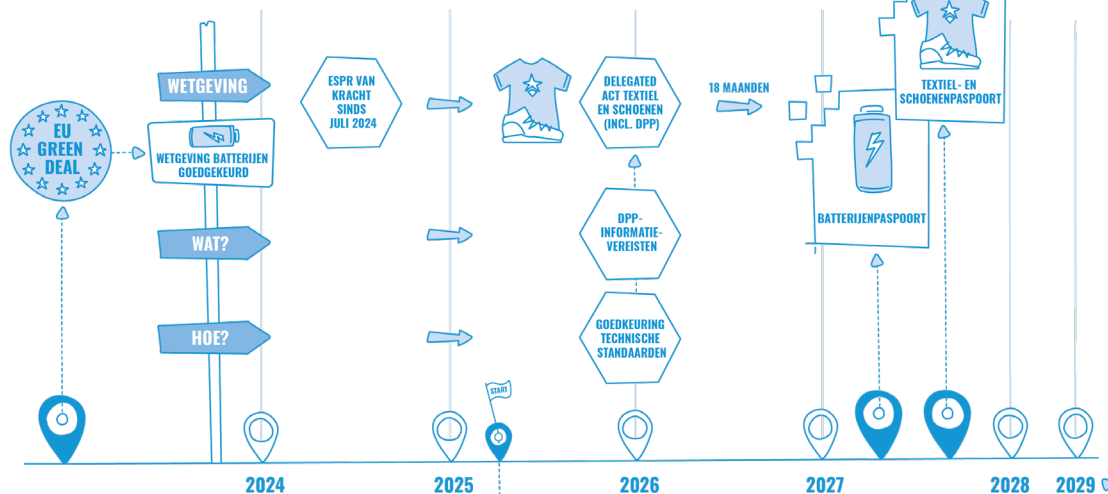 WETGEVING
ESPR VAN
KRACHT
SINDS
JULI 2024
DELEGATED
ACT TEXTIEL
EN SCHOENEN
(INCL. DPP)
18 MAANDEN
TEXTIEL- EN
SCHOENENPASPOORT
EU
GREEN
DEAL
WETGEVING BATTERIJEN
GOEDGEKEURD
BATTERIJENPASPOORT
WAT?
DPP-
INFORMATIE-
VEREISTEN
HOE?
GOEDKEURING
TECHNISCHE
STANDAARDEN
START
2024
2025
2026
2027
2028
2029